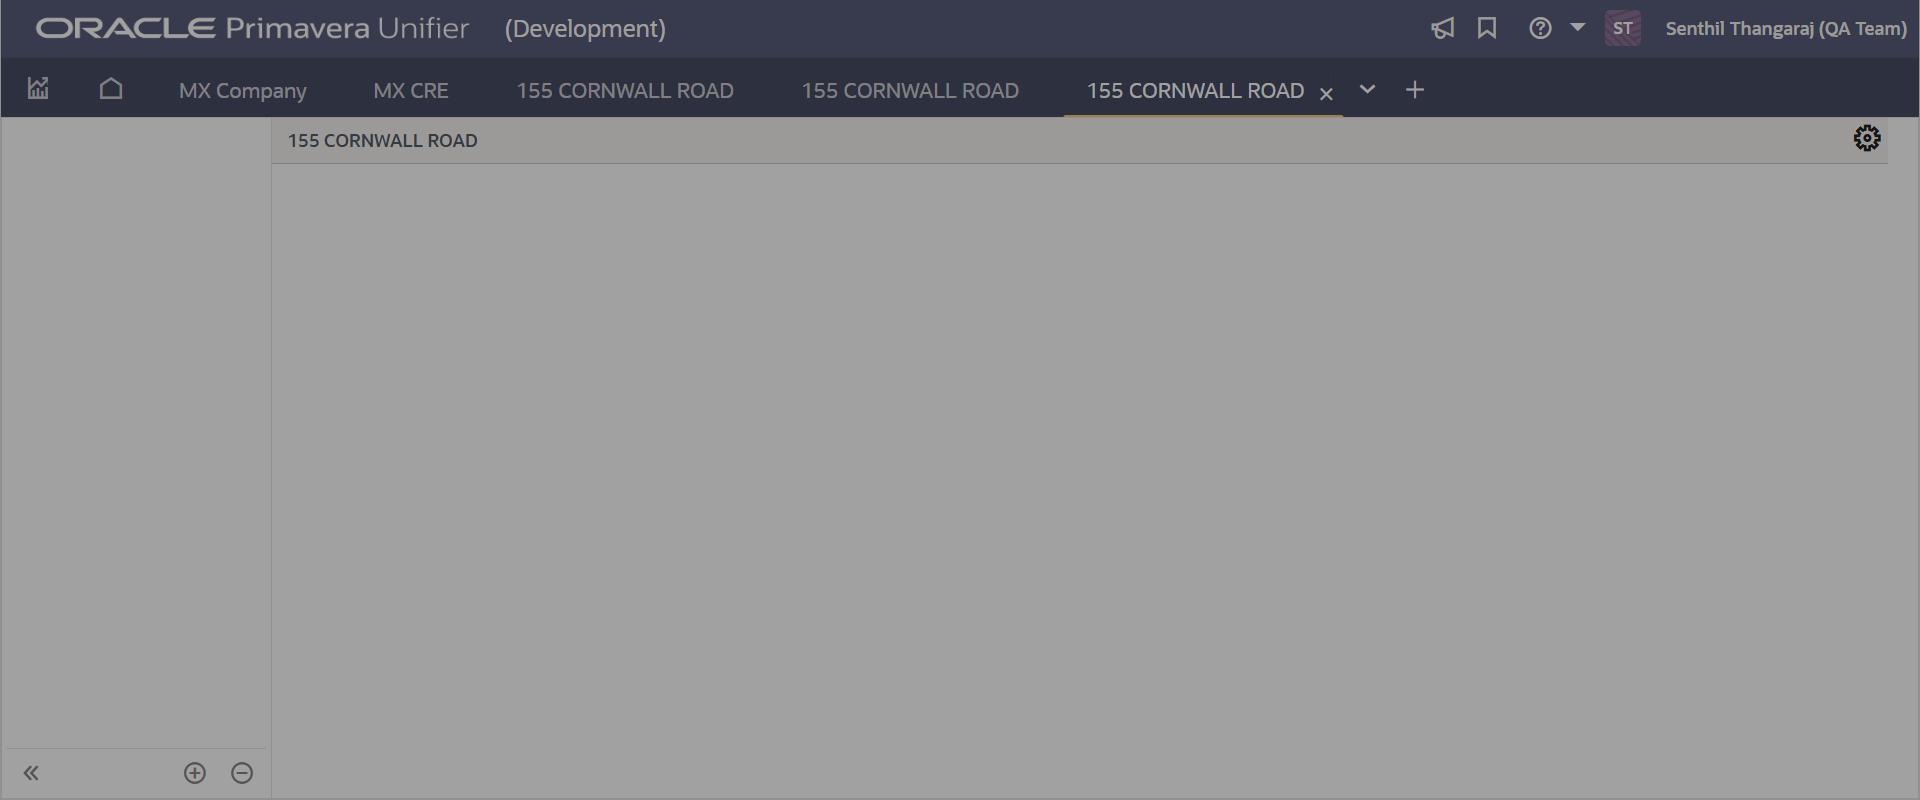 ORACLE Primavera Unifier (Development) ST Senthil Thangaraj (QA Team)
MX Company MX CRE 155 CORNWALL ROAD 155 CORNWALL ROAD 155 CORNWALL ROAD
155 CORNWALL ROAD